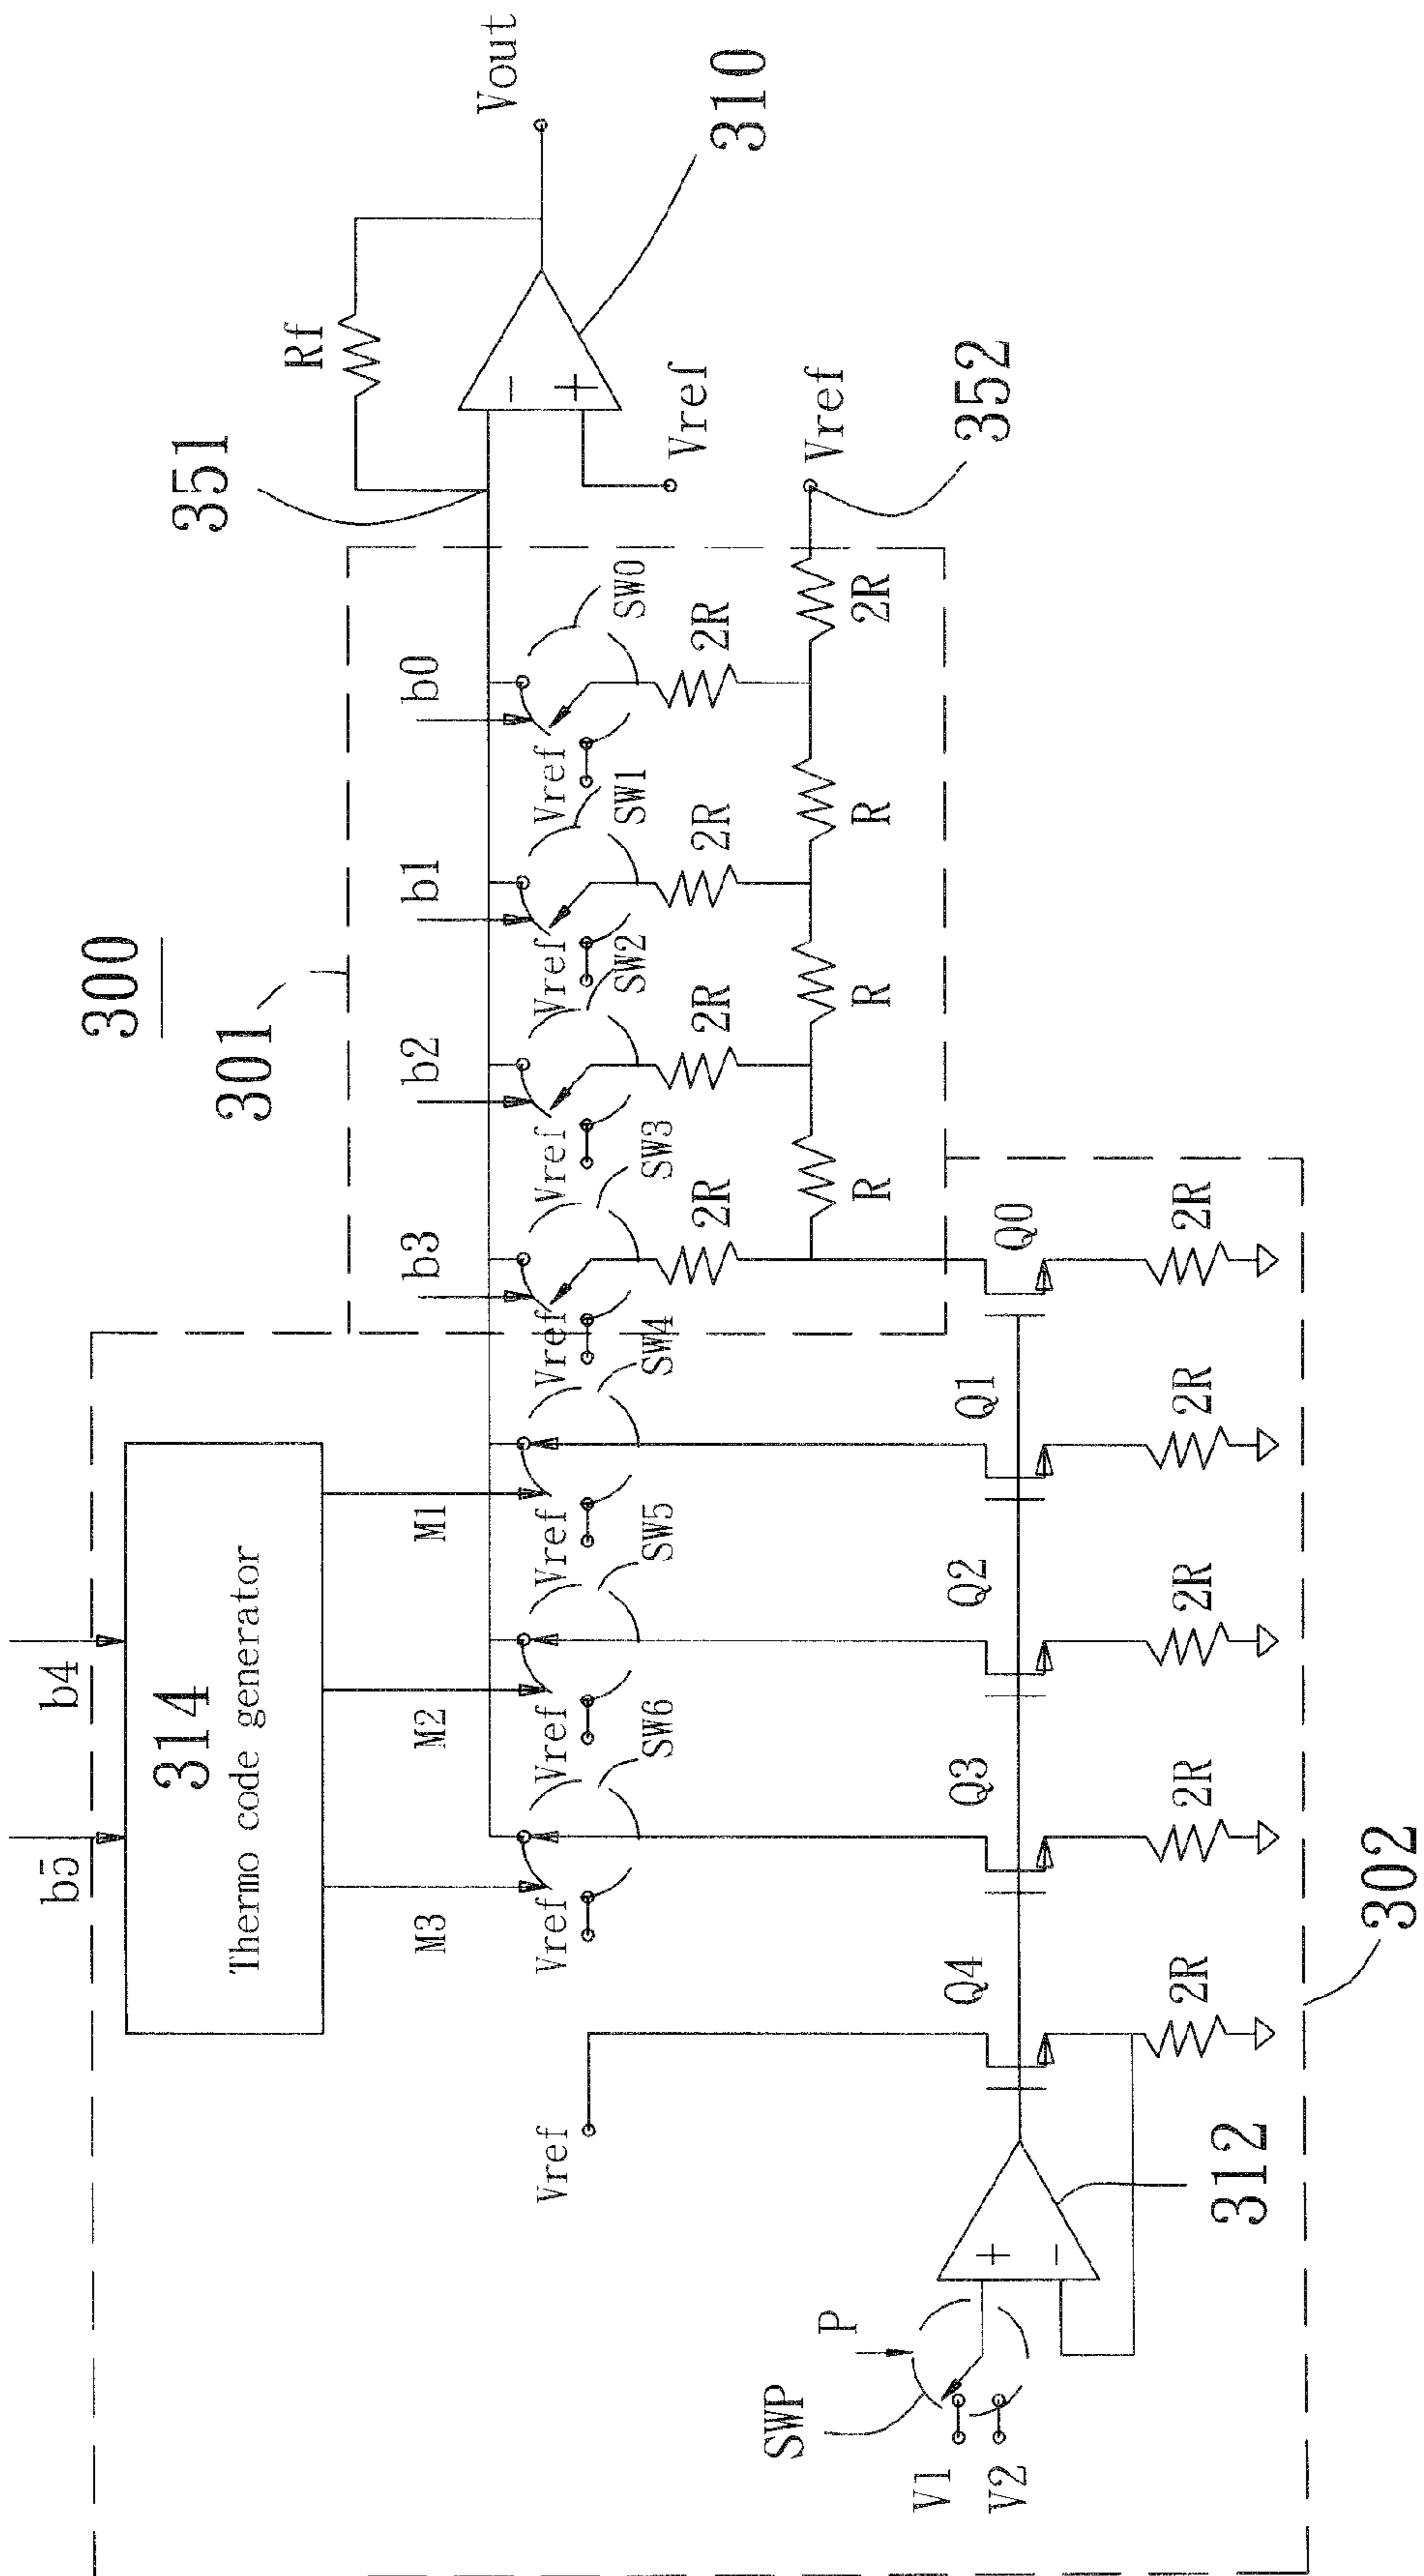 300
301
302
b5
b4
314
Thermo code generator
M3
M2
M1
b3
b2
b1
b0
351
Rf
Vout
310
Vref
Vref
352
Vref
Vref
Vref
Vref
Vref
Vref
Vref
Vref
SW6
SW5
SW4
SW3
SW2
SW1
SW0
2R
2R
2R
2R
R
R
R
2R
Q4
Q3
Q2
Q1
Q0
2R
2R
2R
2R
2R
P
SWP
V1
V2
+
-
312
-
+